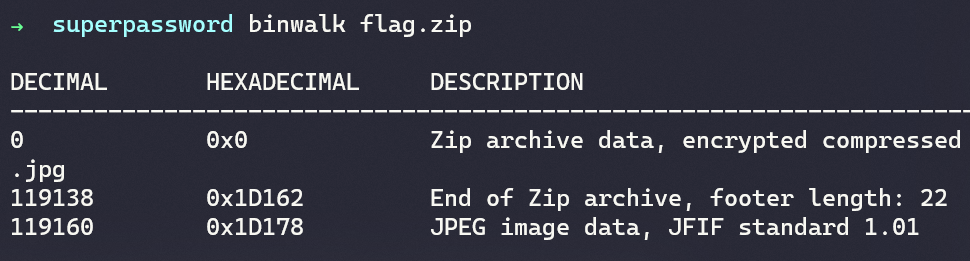 → superpassword binwalk flag.zip
DECIMAL HEXADECIMAL DESCRIPTION
--------------------------------------------------------------------------------
0 0x0 Zip archive data, encrypted compressed
.jpg
119138 0x1D162 End of Zip archive, footer length: 22
119160 0x1D178 JPEG image data, JFIF standard 1.01